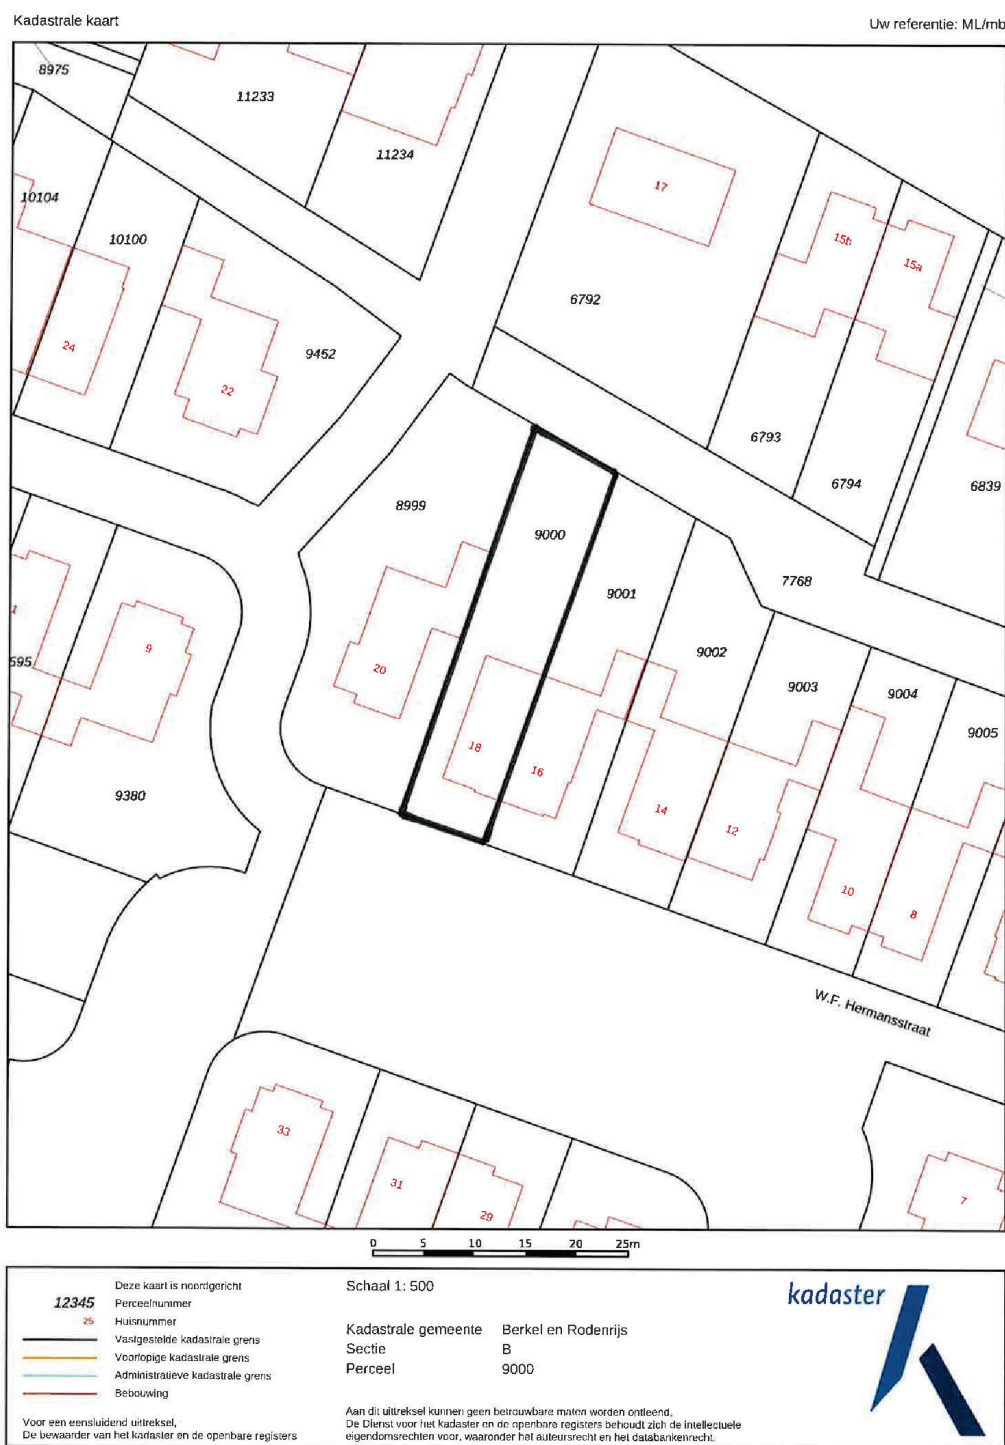 Kadastrale kaart
Uw referentie: ML/mb
8975
11233
11234
10104
10100
17
15b
15a
6792
24
22
9452
6793
6794
6839
8999
9000
9001
7768
1
595
9
20
9002
9003
9004
9005
18
16
14
12
10
8
9380
W.F. Hermansstraat
33
31
29
7
0 5 10 15 20 25m
Deze kaart is noordgericht
12345 Perceelnummer
25 Huisnummer
Vastgestelde kadastrale grens
Voorlopige kadastrale grens
Administratieve kadastrale grens
Bebouwing
Voor een eensluidend uittreksel,
De bewaarder van het kadaster en de openbare registers
Schaal 1: 500
Kadastrale gemeente Berkel en Rodenrijs
Sectie B
Perceel 9000
Aan dit uittreksel kunnen geen betrouwbare maten worden ontleend.
De Dienst voor het kadaster en de openbare registers behoudt zich de intellectuele
eigendomsrechten voor, waaronder het auteursrecht en het databankenrecht.
kadaster